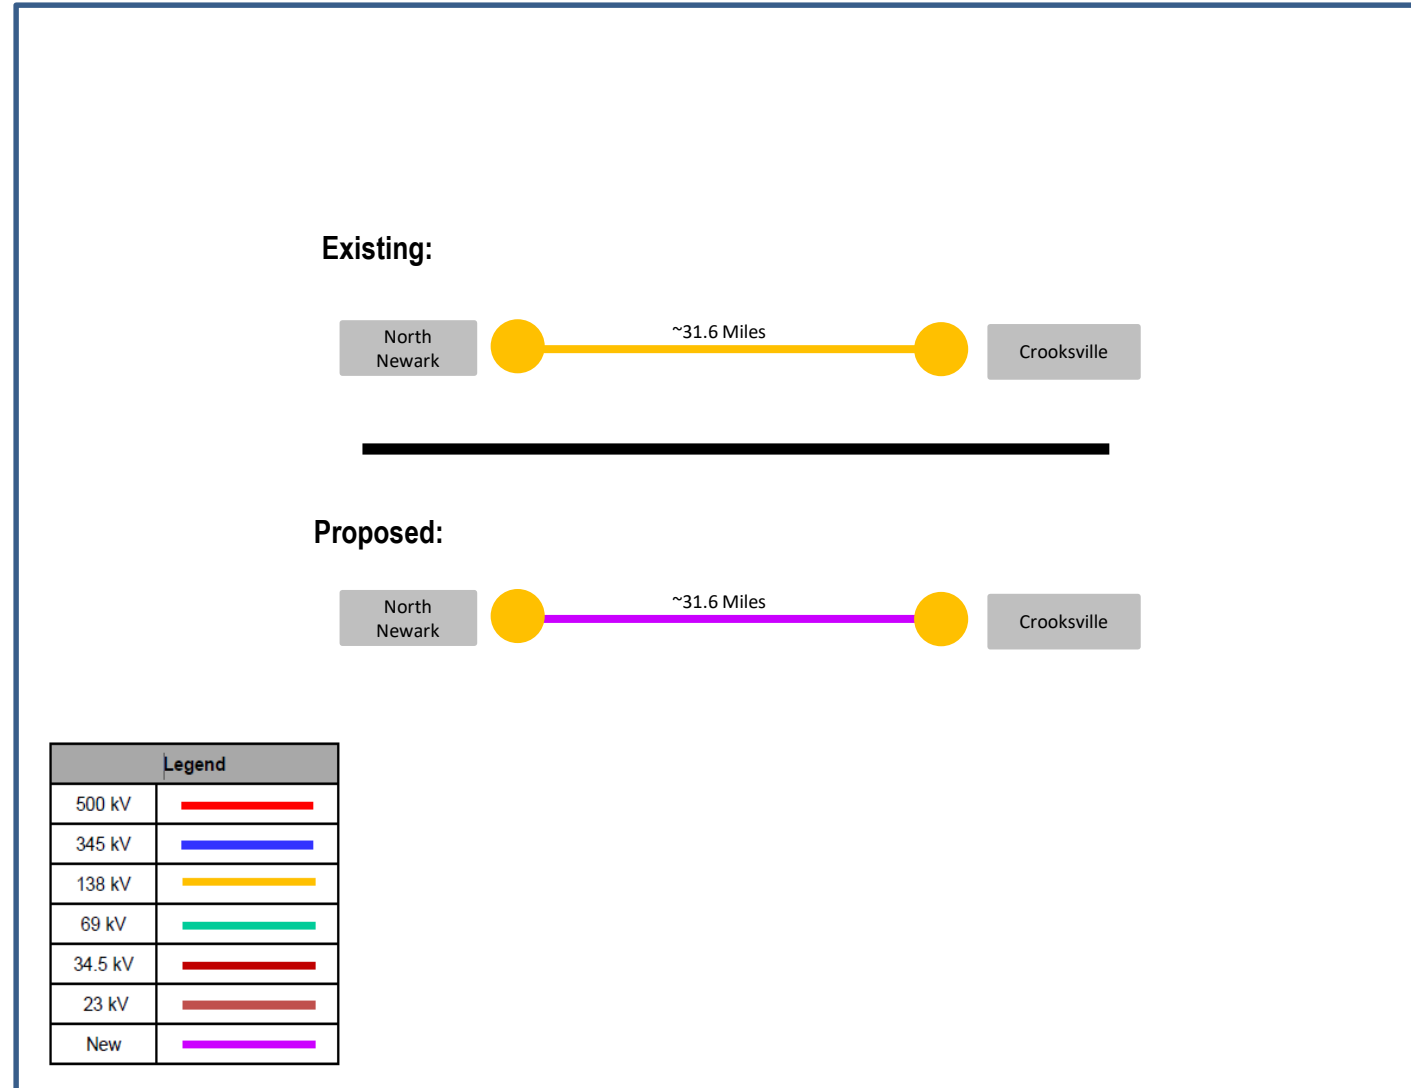 Existing:
North
Newark
~31.6 Miles
Crooksville
Proposed:
North
Newark
~31.6 Miles
Crooksville
Legend
500 kV
345 kV
138 kV
69 kV
34.5 kV
23 kV
New